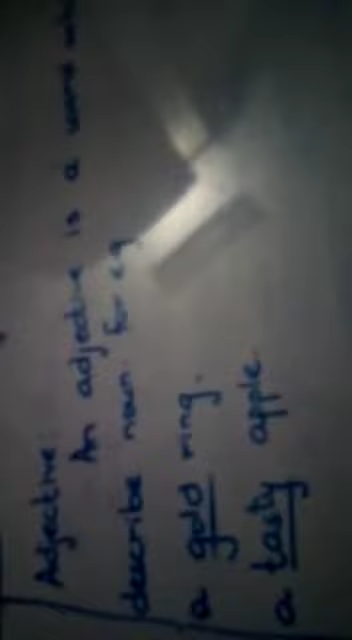 Adjective:
An adjective is a word
describe noun. for eg
a gold ring.
a tasty apple.